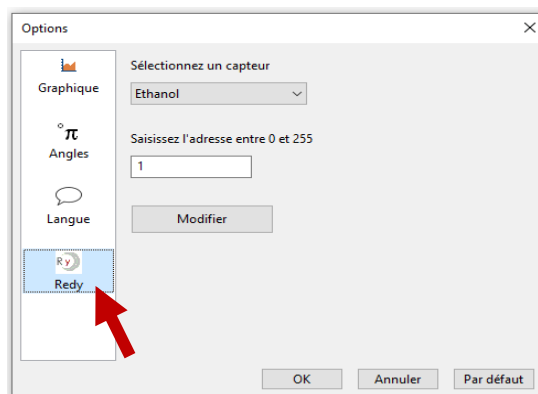 Options
Graphique
Sélectionnez un capteur
Ethanol
° π
Angles
Saisissez l'adresse entre 0 et 255
1
Langue
Modifier
Ry
Redy
OK
Annuler
Par défaut